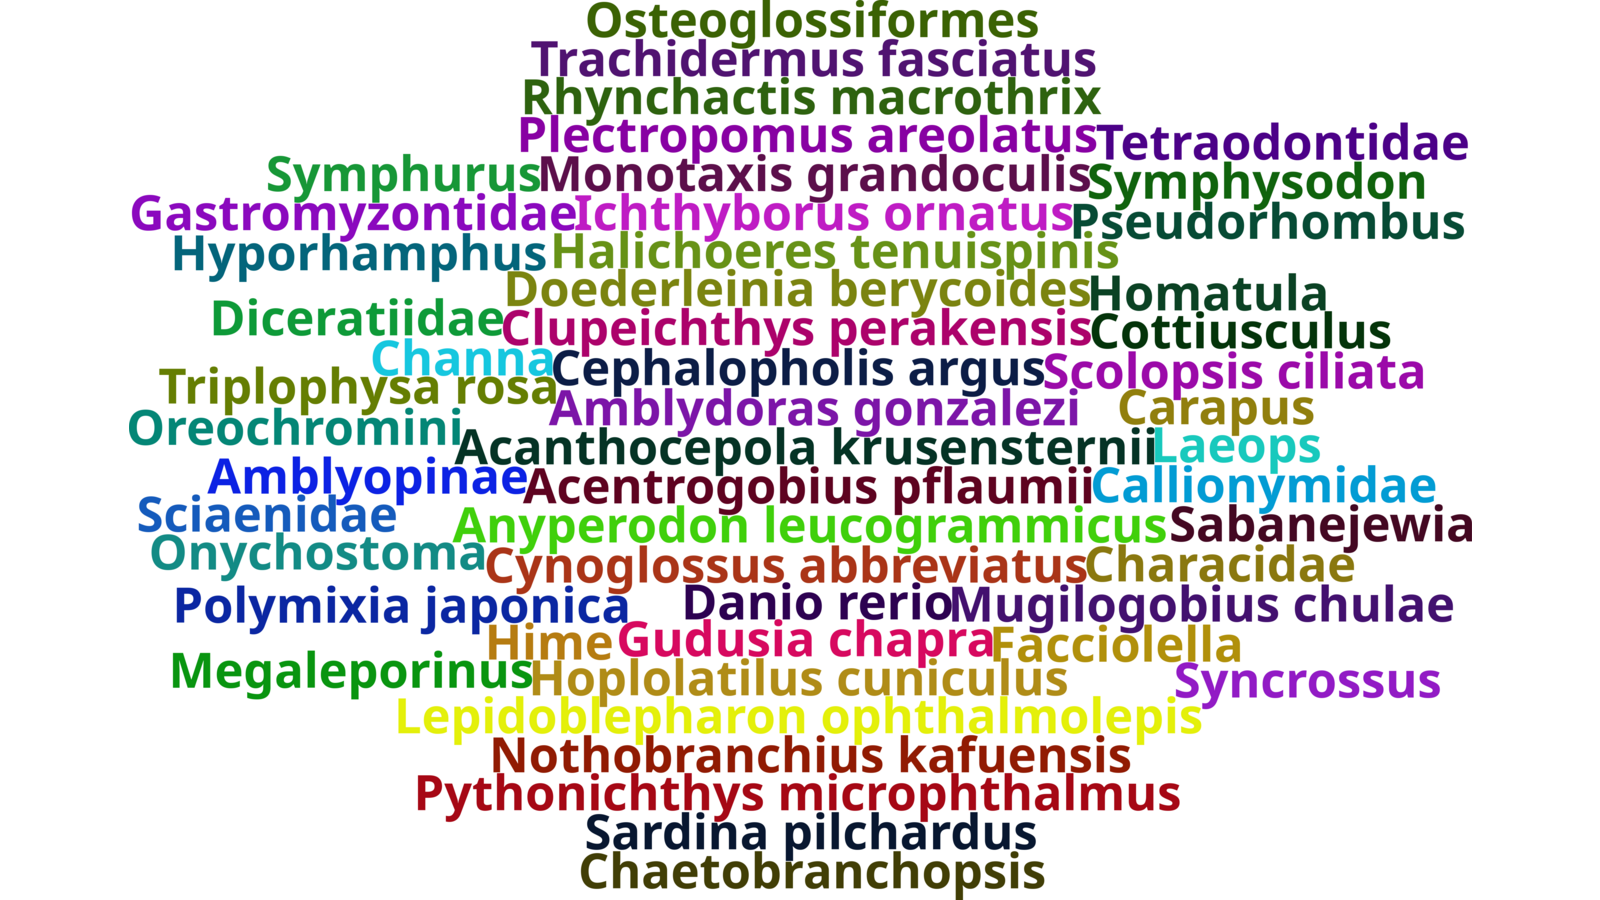 Osteoglossiformes
Trachidermus fasciatus
Rhynchactis macrothrix
Plectropomus areolatus Tetraodontidae
Symphurus Monotaxis grandoculis Symphysodon
Gastromyzontidae Ichthyborus ornatus Pseudorhombus
Hyporhamphus Halichoeres tenuispinis
Doederleinia berycoides Homatula
Diceratiidae Clupeichthys perakensis Cottiusculus
Channa Cephalopholis argus Scolopsis ciliata
Triplophysa rosa Amblydoras gonzalezi Carapus
Oreochromini Acanthocepola krusensternii Laeops
Amblyopinae Acentrogobius pflaumii Callionymidae
Sciaenidae Anyperodon leucogrammicus Sabanejewia
Onychostoma Cynoglossus abbreviatus Characidae
Polymixia japonica Danio rerio Mugilogobius chulae
Hime Gudusia chapra Facciolella
Megaleporinus Hoplolatilus cuniculus Syncrossus
Lepidoblepharon ophthalmolepis
Nothobranchius kafuensis
Pythonichthys microphthalmus
Sardina pilchardus
Chaetobranchopsis